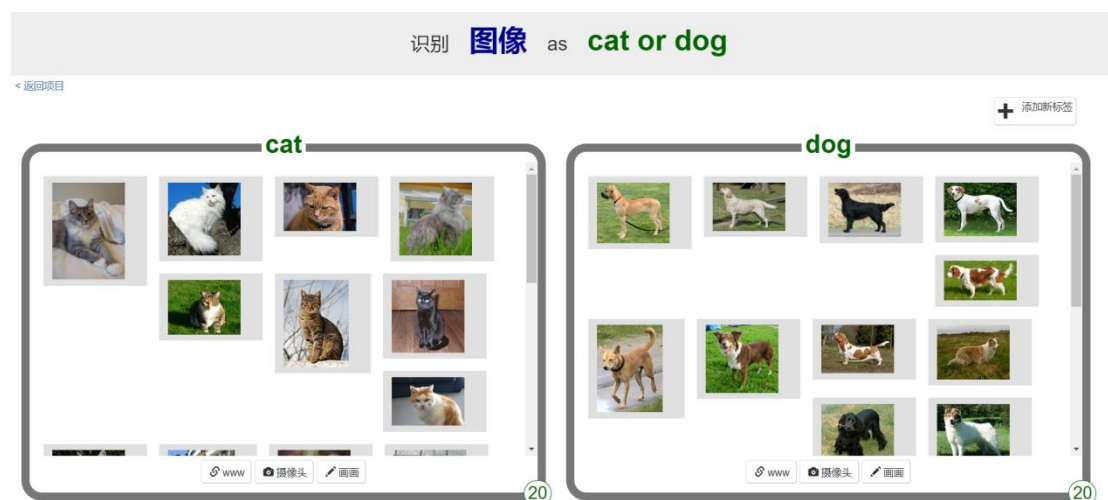 识别 图像 as cat or dog
< 返回项目
添加新标签
cat
dog
www 摄像头 画画
20
www 摄像头 画画
20